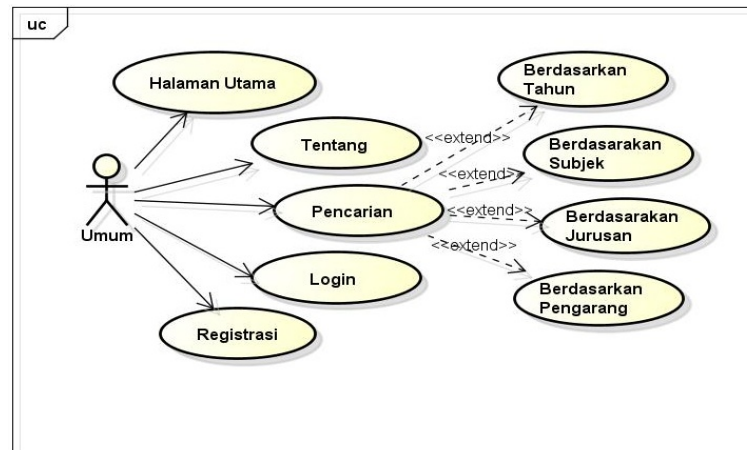 uc
Halaman Utama
Tentang
Pencarian
Login
Registrasi
Umum
<<extend>>
<<extend>>
<<extend>>
<<extend>>
Berdasarkan
Tahun
Berdasarakan
Subjek
Berdasarakan
Jurusan
Berdasarkan
Pengarang